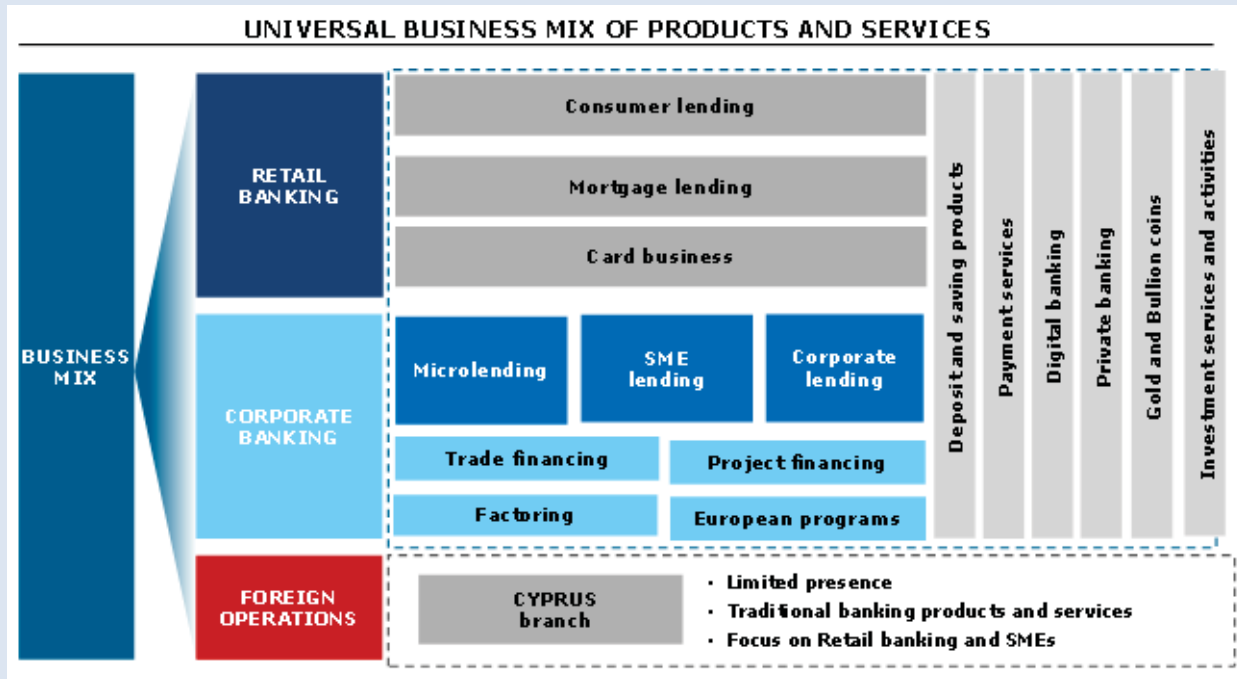 UNIVERSAL BUSINESS MIX OF PRODUCTS AND SERVICES
BUSINESS
MIX
RETAIL
BANKING
Consumer lending
Mortgage lending
Card business
CORPORATE
BANKING
Microlending
SME
lending
Corporate
lending
Trade financing
Project financing
Factoring
European programs
Deposit and saving products
Payment services
Digital banking
Private banking
Gold and Bullion coins
Investment services and activities
FOREIGN
OPERATIONS
CYPRUS
branch
· Limited presence
· Traditional banking products and services
· Focus on Retail banking and SMEs